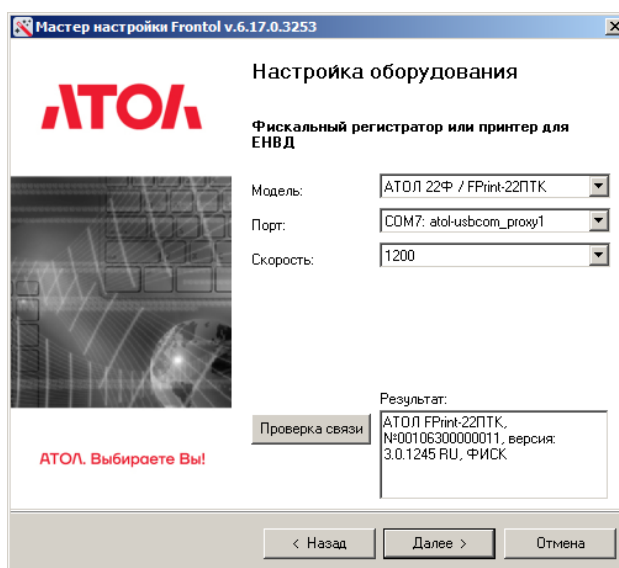 Мастер настройки Frontol v.6.17.0.3253
АТОЛ
Настройка оборудования
Фискальный регистратор или принтер для
ЕНВД
Модель:
АТОЛ 22Ф / FPrint-22ПТК
Порт:
COM7: atol-usbcom_proxy1
Скорость:
1200
Результат:
Проверка связи
АТОЛ FPrint-22ПТК,
№00106300000011, версия:
3.0.1245 RU, ФИСК
АТОЛ. Выбираете Вы!
< Назад
Далее >
Отмена